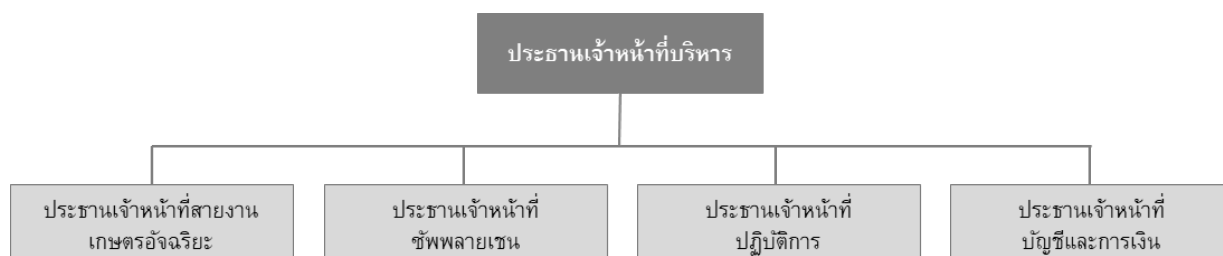 ประธานเจ้าหน้าที่บริหาร
ประธานเจ้าหน้าที่สายงาน
เกษตรอัจฉริยะ
ประธานเจ้าหน้าที่
ซัพพลายเชน
ประธานเจ้าหน้าที่
ปฏิบัติการ
ประธานเจ้าหน้าที่
บัญชีและการเงิน